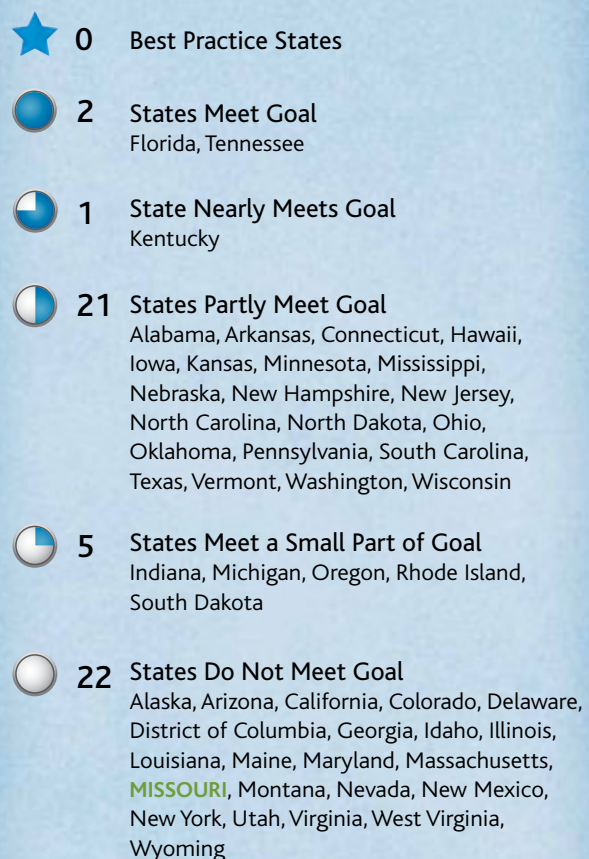 0 Best Practice States
2 States Meet Goal
Florida, Tennessee
1 State Nearly Meets Goal
Kentucky
21 States Partly Meet Goal
Alabama, Arkansas, Connecticut, Hawaii,
Iowa, Kansas, Minnesota, Mississippi,
Nebraska, New Hampshire, New Jersey,
North Carolina, North Dakota, Ohio,
Oklahoma, Pennsylvania, South Carolina,
Texas, Vermont, Washington, Wisconsin
5 States Meet a Small Part of Goal
Indiana, Michigan, Oregon, Rhode Island,
South Dakota
22 States Do Not Meet Goal
Alaska, Arizona, California, Colorado, Delaware,
District of Columbia, Georgia, Idaho, Illinois,
Louisiana, Maine, Maryland, Massachusetts,
MISSOURI, Montana, Nevada, New Mexico,
New York, Utah, Virginia, West Virginia,
Wyoming